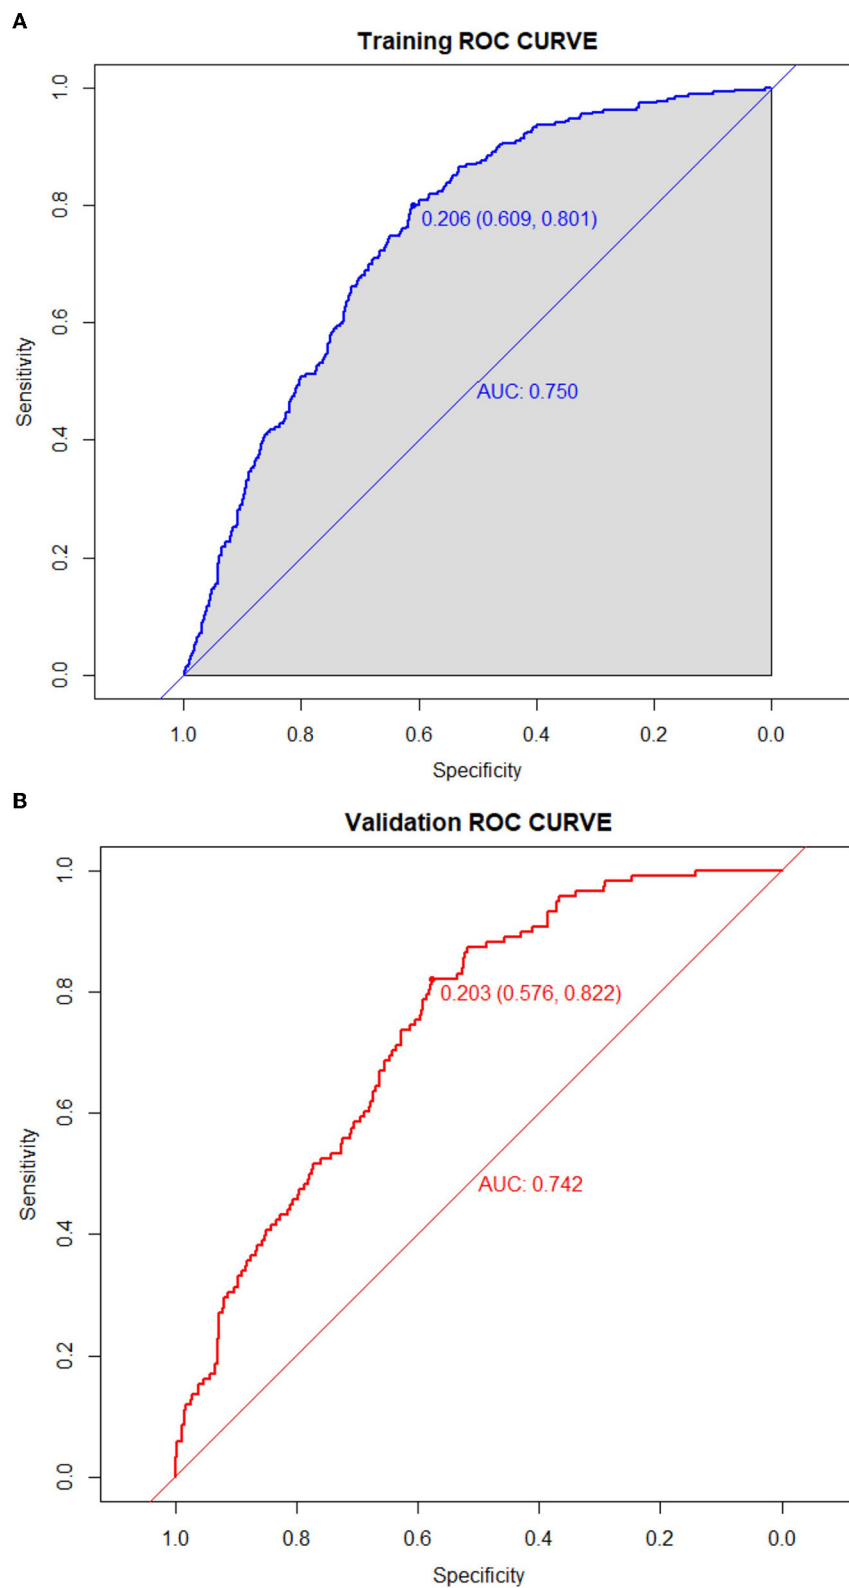 A
Training ROC CURVE
1.0
0.8
0.206 (0.609, 0.801)
0.6
Sensitivity
AUC: 0.750
0.4
0.2
0.0
1.0 0.8 0.6 0.4 0.2 0.0
Specificity
B
Validation ROC CURVE
1.0
0.8
0.203 (0.576, 0.822)
0.6
Sensitivity
AUC: 0.742
0.4
0.2
0.0
1.0 0.8 0.6 0.4 0.2 0.0
Specificity